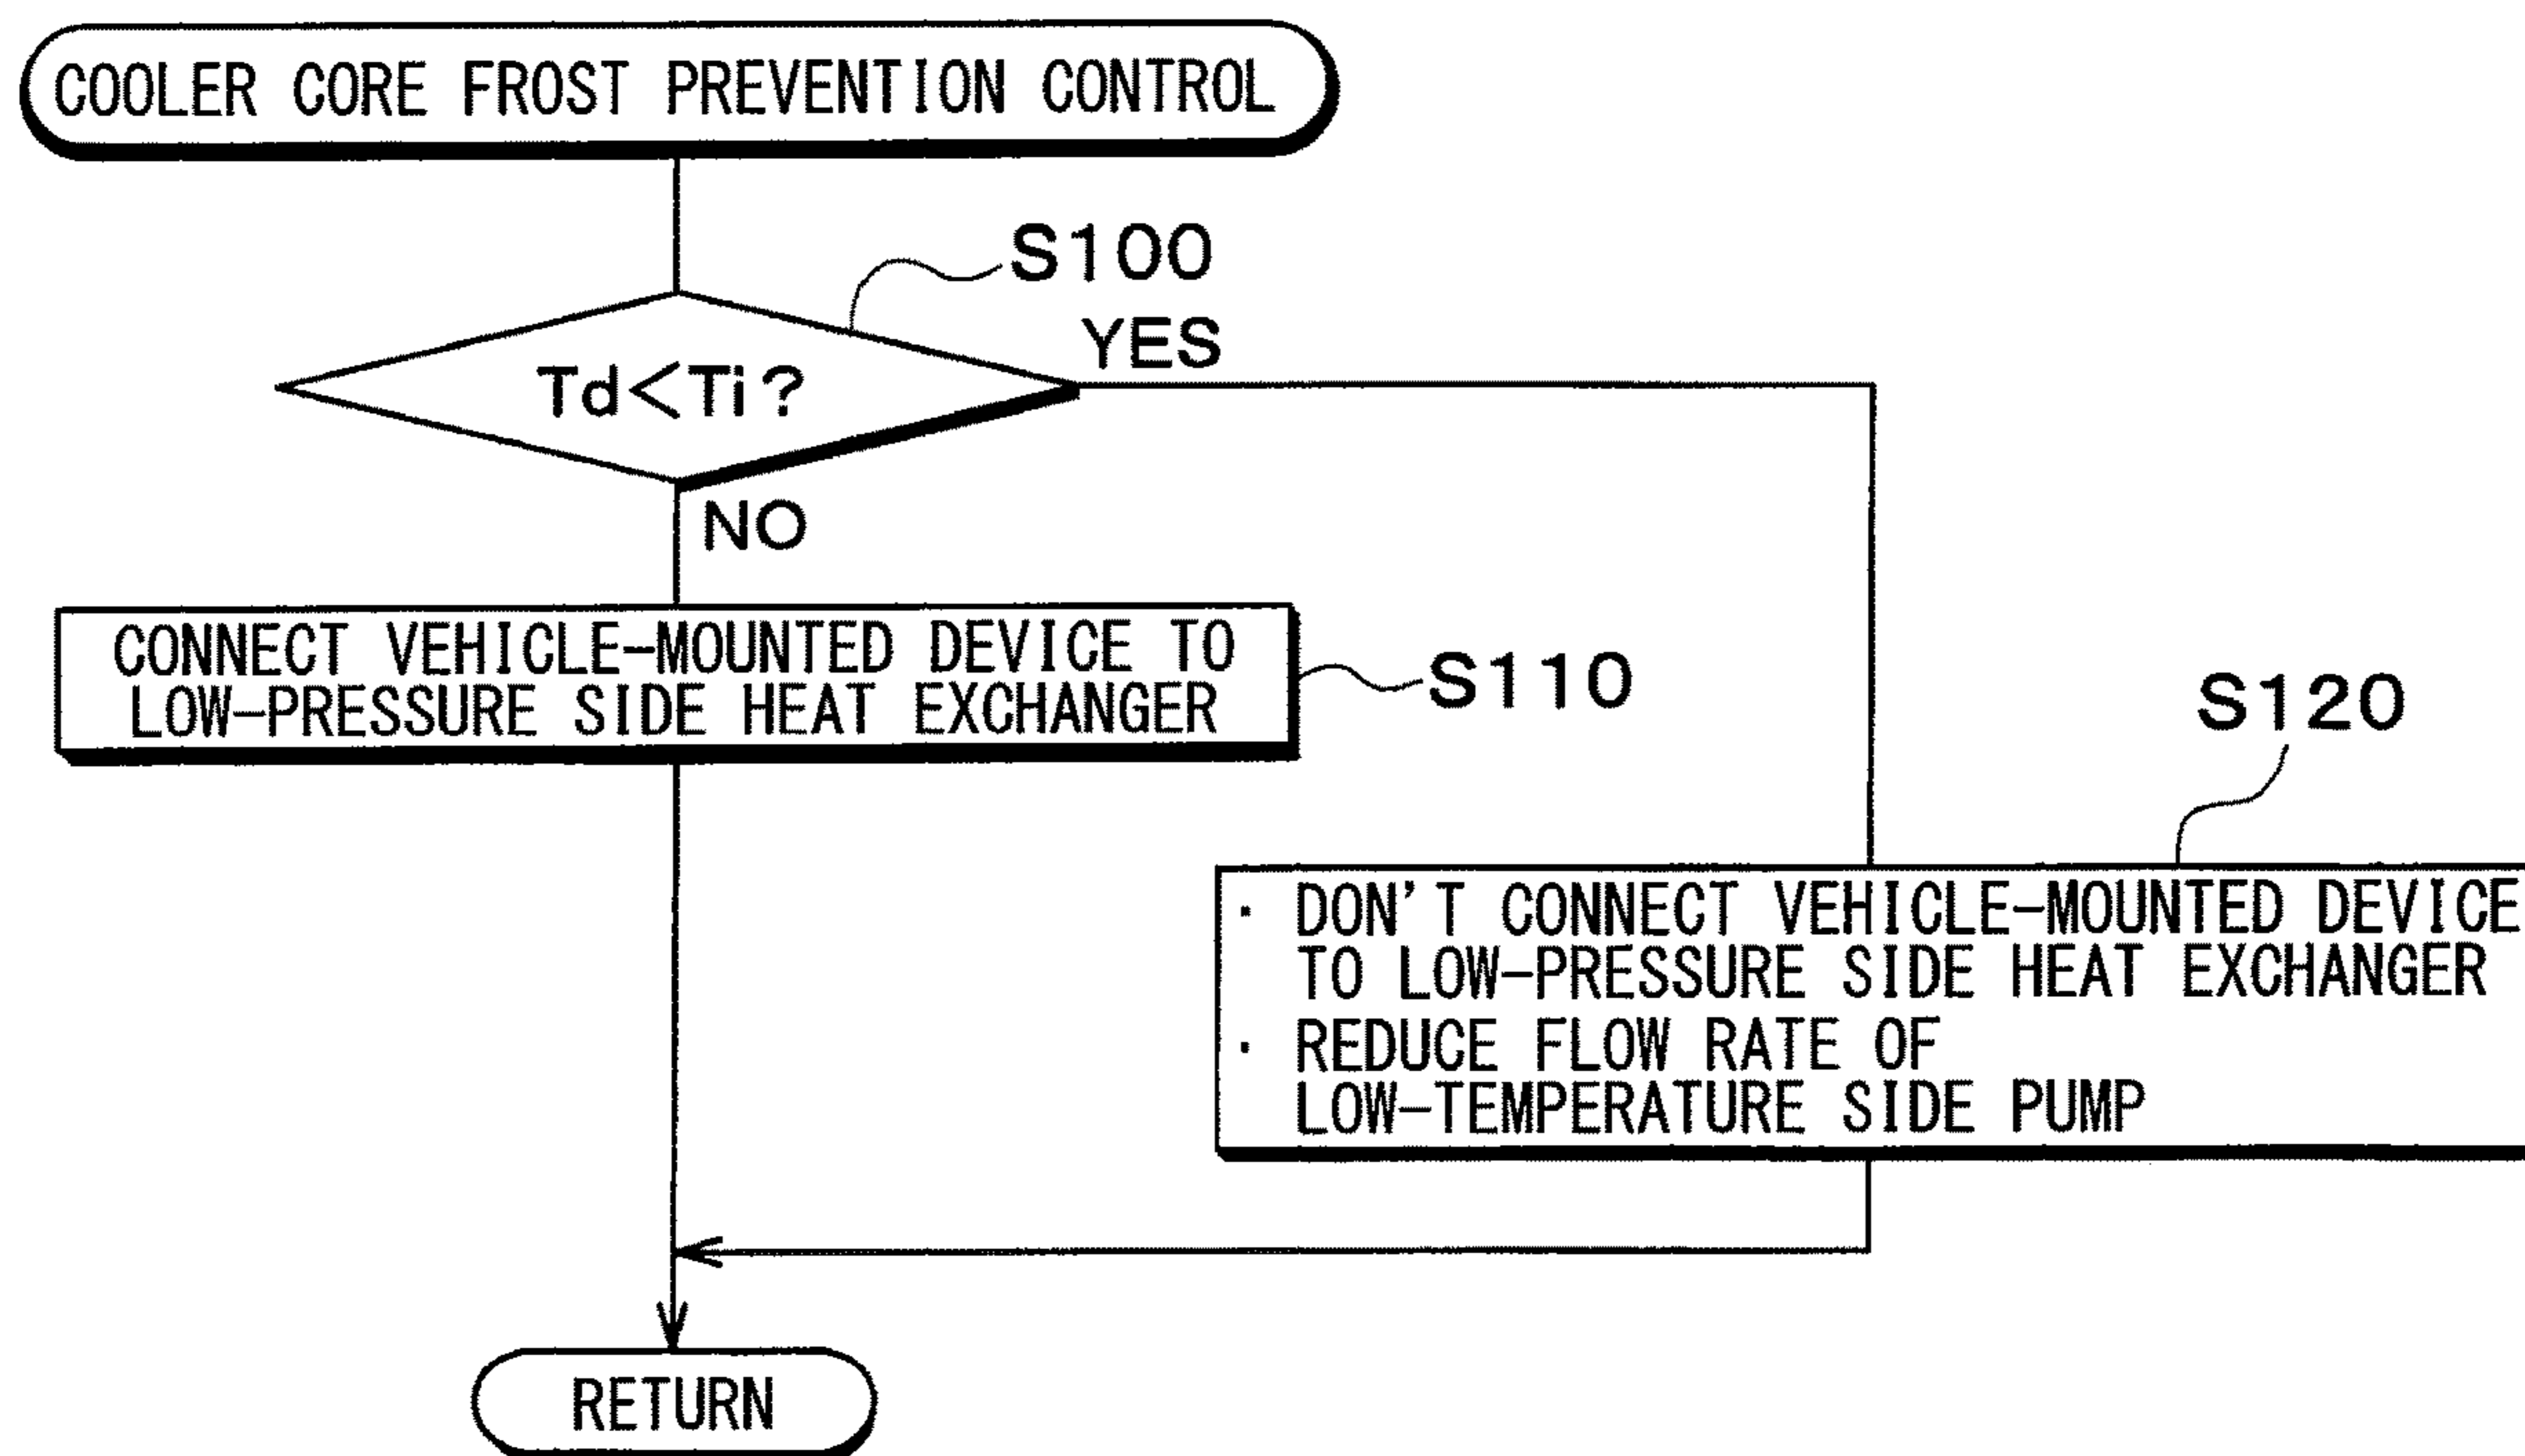 COOLER CORE FROST PREVENTION CONTROL
S100
Td<Ti?
YES
NO
CONNECT VEHICLE-MOUNTED DEVICE TO
LOW-PRESSURE SIDE HEAT EXCHANGER
S110
S120
· DON'T CONNECT VEHICLE-MOUNTED DEVICE
TO LOW-PRESSURE SIDE HEAT EXCHANGER
· REDUCE FLOW RATE OF
LOW-TEMPERATURE SIDE PUMP
RETURN